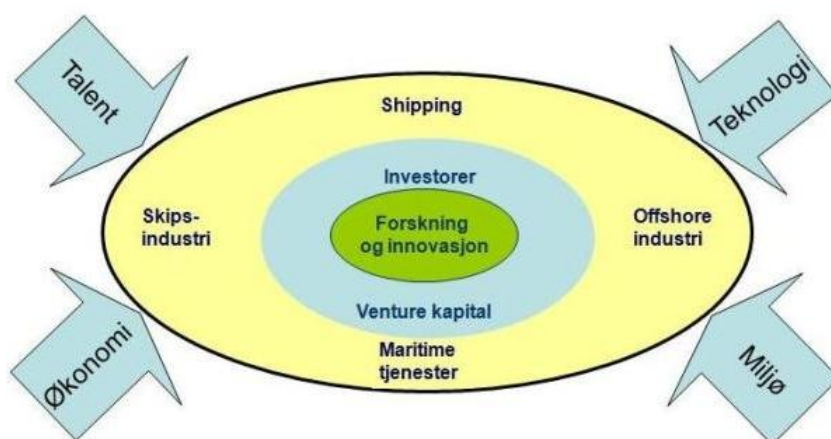 Talent
Teknologi
Shipping
Investorer
Skips-
industri
Forskning
og innovasjon
Offshore
industri
Venture kapital
Maritime
tjenester
Økonomi
Miljø